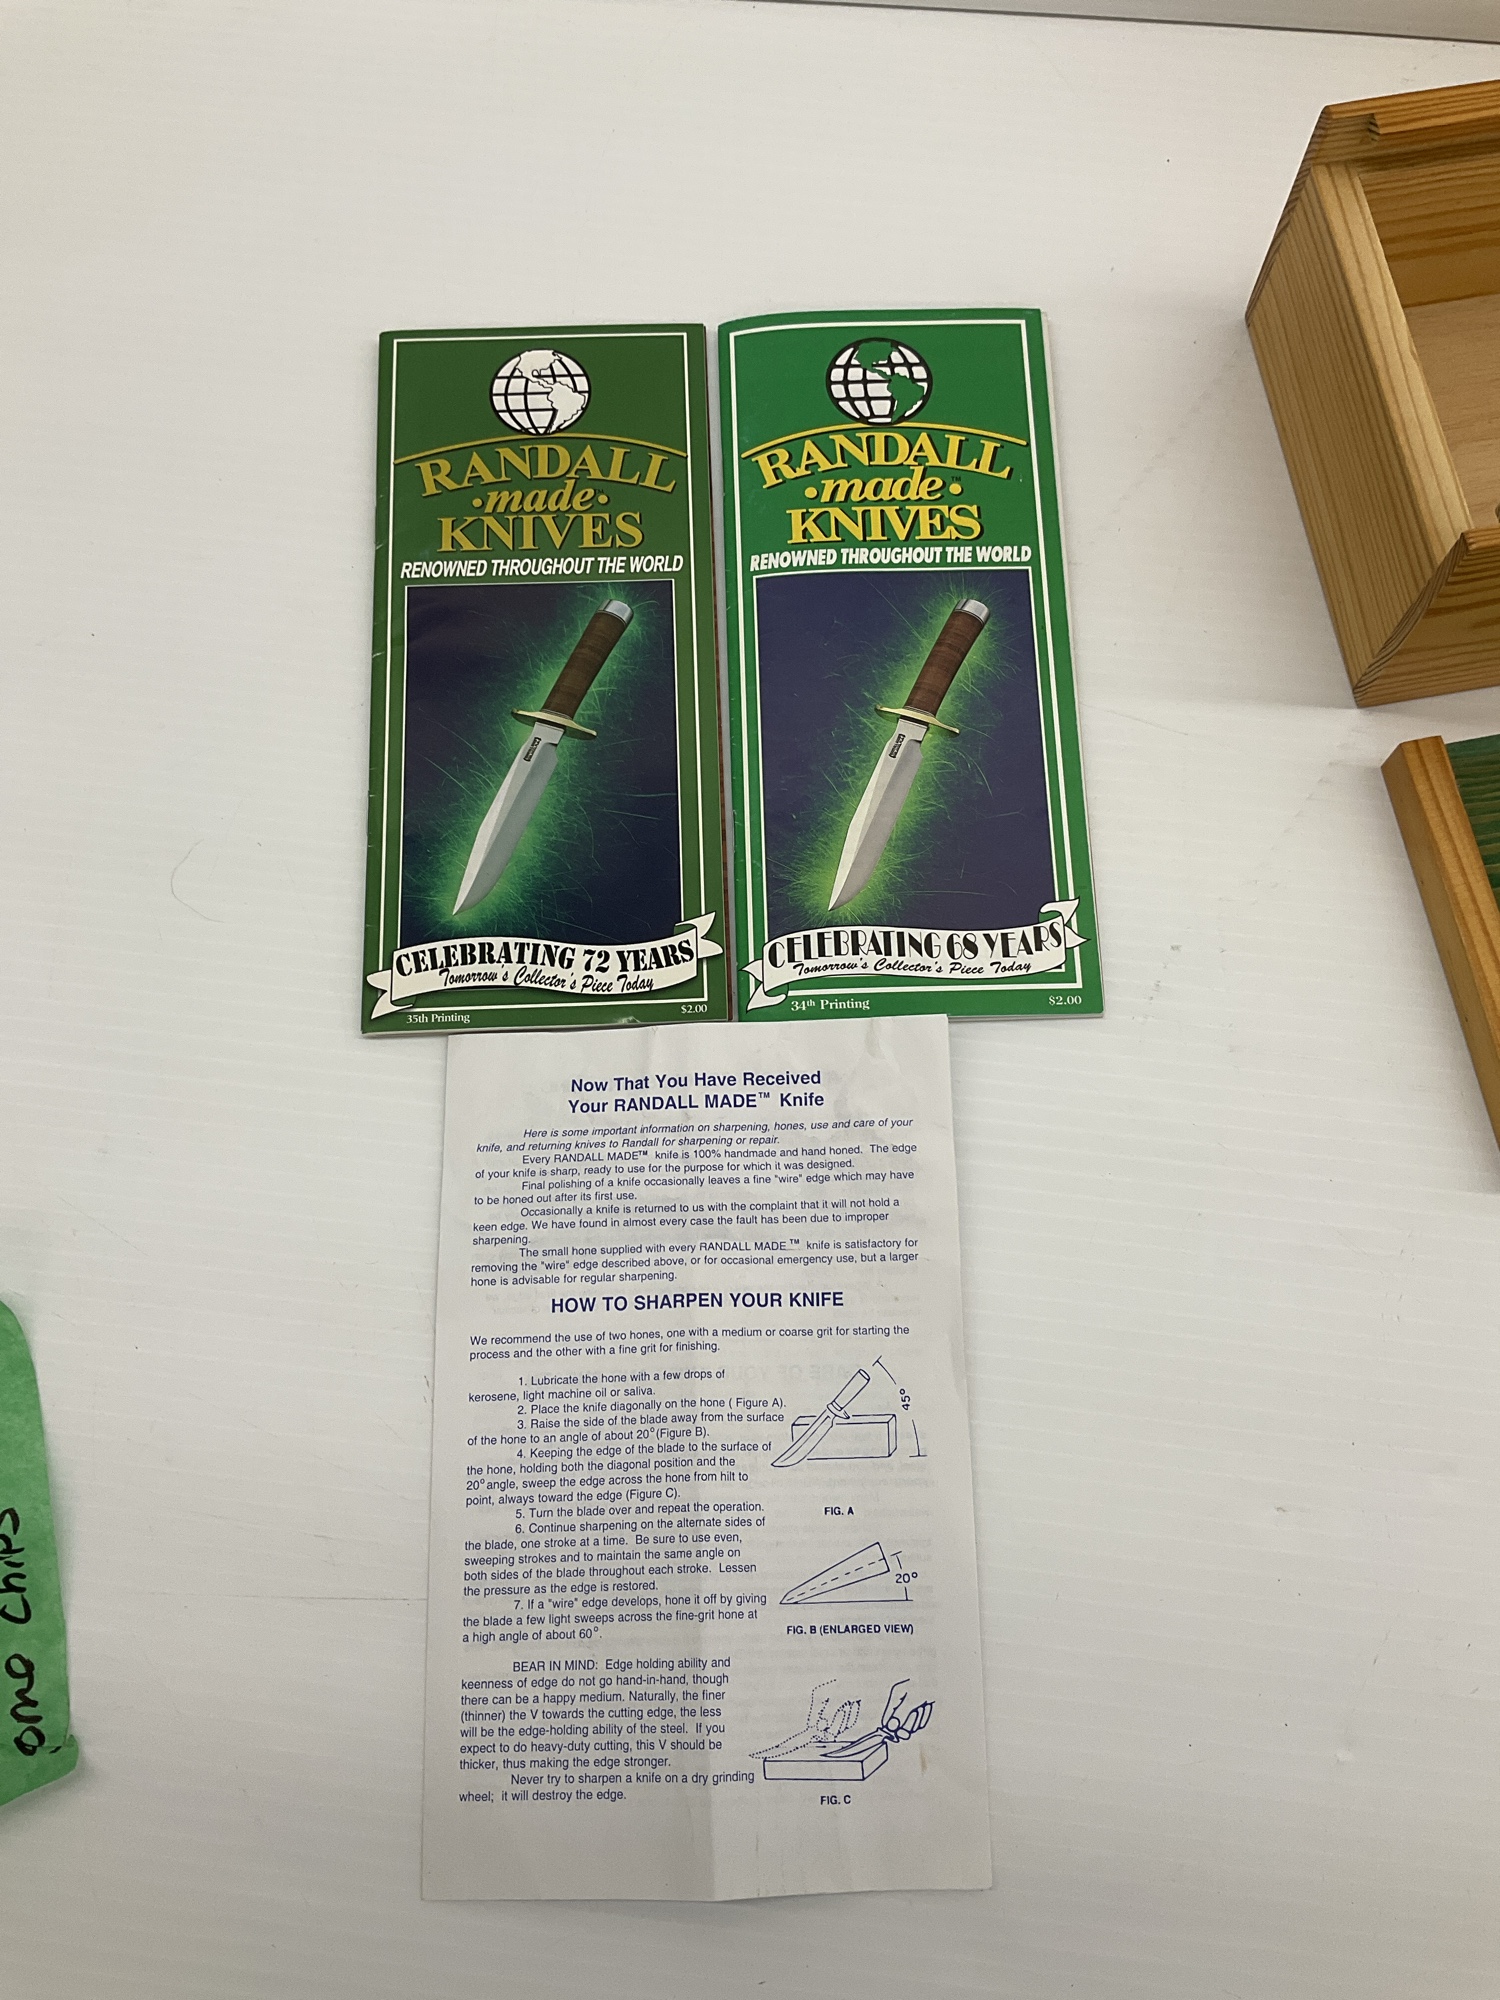 RANDALL
•made•
KNIVES
RENOWNED THROUGHOUT THE WORLD
CELEBRATING 72 YEARS
Tomorrow's Collector's Piece Today
35th Printing
$2.00
RANDALL
•made•™
KNIVES
RENOWNED THROUGHOUT THE WORLD
CELEBRATING 68 YEARS
Tomorrow's Collector's Piece Today
34th Printing
$2.00
Now That You Have Received
Your RANDALL MADE™ Knife
Here is some important information on sharpening, hones, use and care of your
knife, and returning knives to Randall for sharpening or repair.
Every RANDALL MADE™ knife is 100% handmade and hand honed. The edge
of your knife is sharp, ready to use for the purpose for which it was designed.
Final polishing of a knife occasionally leaves a fine "wire" edge which may have
to be honed out after its first use.
Occasionally a knife is returned to us with the complaint that it will not hold a
keen edge. We have found in almost every case the fault has been due to improper
sharpening.
The small hone supplied with every RANDALL MADE™ knife is satisfactory for
removing the "wire" edge described above, or for occasional emergency use, but a larger
hone is advisable for regular sharpening.
HOW TO SHARPEN YOUR KNIFE
We recommend the use of two hones, one with a medium or coarse grit for starting the
process and the other with a fine grit for finishing.
1. Lubricate the hone with a few drops of
kerosene, light machine oil or saliva.
2. Place the knife diagonally on the hone ( Figure A).
3. Raise the side of the blade away from the surface
of the hone to an angle of about 20° (Figure B).
4. Keeping the edge of the blade to the surface of
the hone, holding both the diagonal position and the
20° angle, sweep the edge across the hone from hilt to
point, always toward the edge (Figure C).
5. Turn the blade over and repeat the operation.
6. Continue sharpening on the alternate sides of
the blade, one stroke at a time. Be sure to use even,
sweeping strokes and to maintain the same angle on
both sides of the blade throughout each stroke. Lessen
the pressure as the edge is restored.
7. If a "wire" edge develops, hone it off by giving
the blade a few light sweeps across the fine-grit hone at
a high angle of about 60°.
BEAR IN MIND: Edge holding ability and
keenness of edge do not go hand-in-hand, though
there can be a happy medium. Naturally, the finer
(thinner) the V towards the cutting edge, the less
will be the edge-holding ability of the steel. If you
expect to do heavy-duty cutting, this V should be
thicker, thus making the edge stronger.
Never try to sharpen a knife on a dry grinding
wheel; it will destroy the edge.
45°
FIG. A
20°
FIG. B (ENLARGED VIEW)
FIG. C
one chips